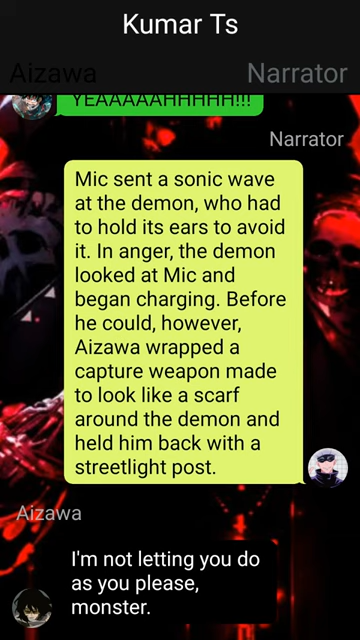 Kumar Ts
Aizawa Narrator
YEAAAAAHHHHH!!!
Narrator
Mic sent a sonic wave
at the demon, who had
to hold its ears to avoid
it. In anger, the demon
looked at Mic and
began charging. Before
he could, however,
Aizawa wrapped a
capture weapon made
to look like a scarf
around the demon and
held him back with a
streetlight post.
Aizawa
I'm not letting you do
as you please,
monster.